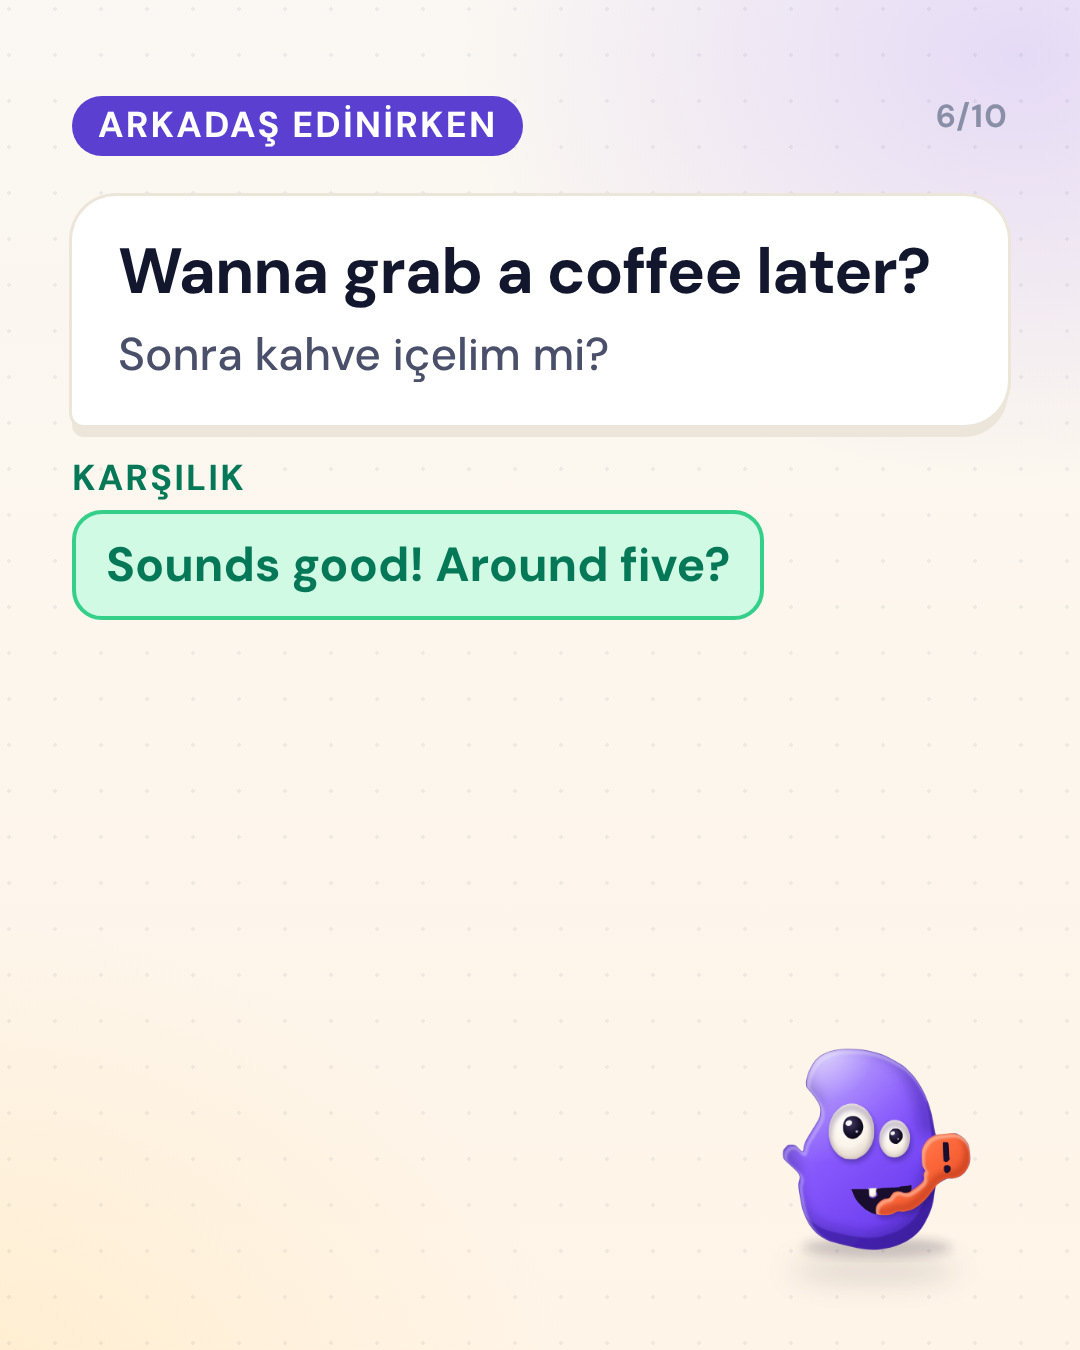 ARKADAŞ EDİNİRKEN
6/10
Wanna grab a coffee later?
Sonra kahve içelim mi?
KARŞILIK
Sounds good! Around five?
!